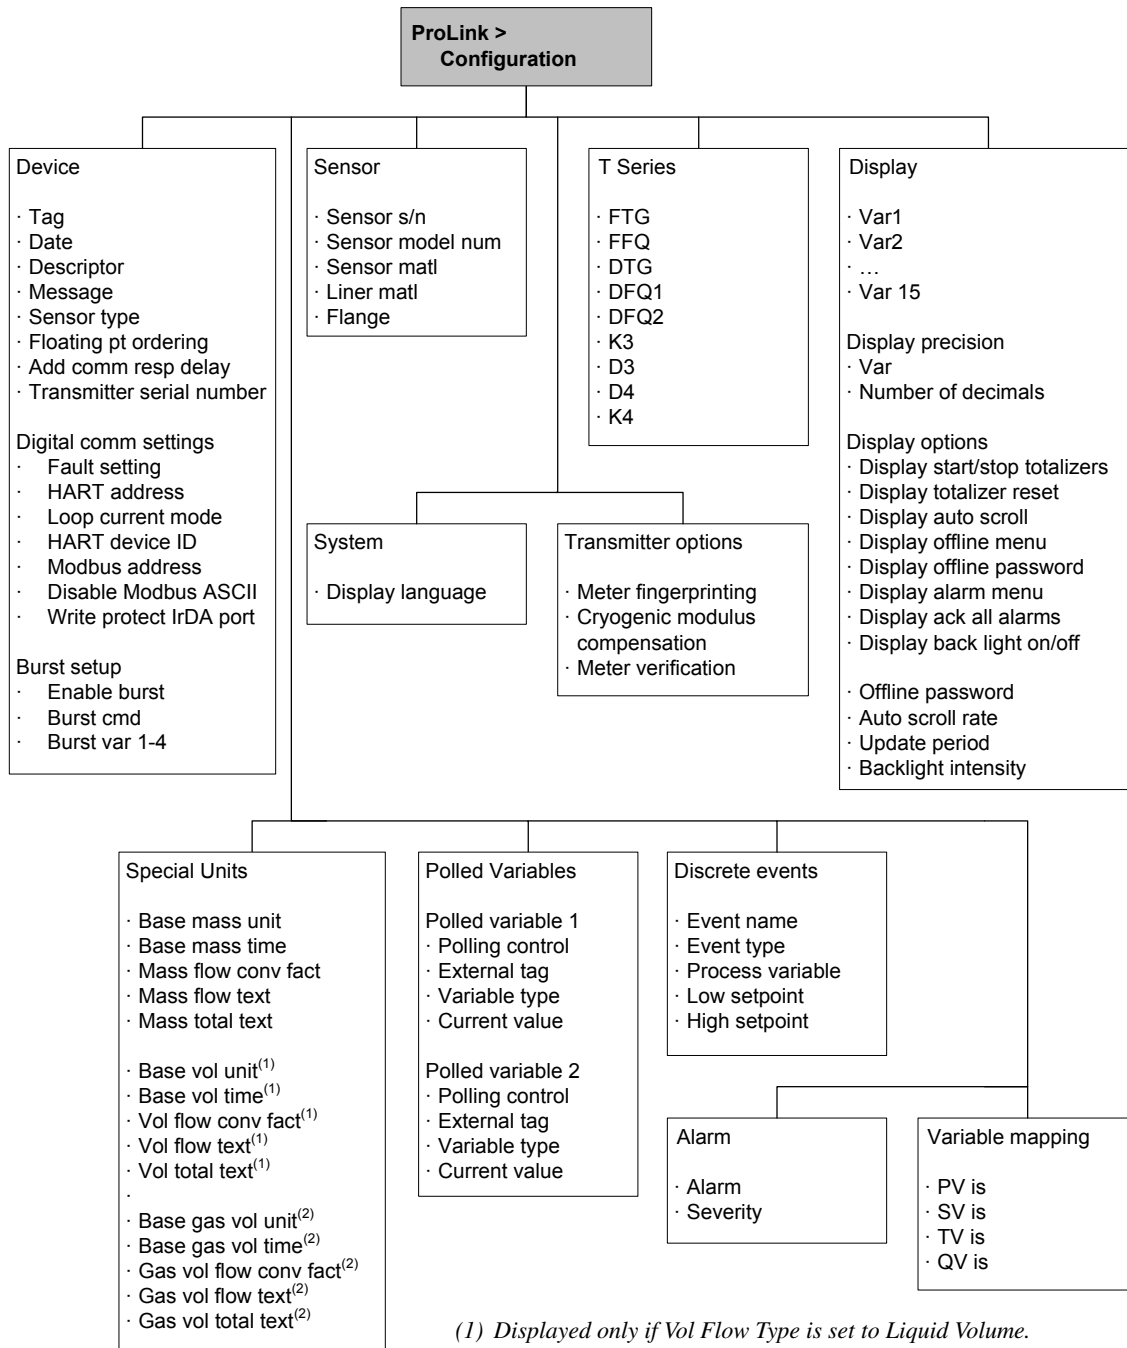 ProLink >
Configuration
Device
· Tag
· Date
· Descriptor
· Message
· Sensor type
· Floating pt ordering
· Add comm resp delay
· Transmitter serial number
Digital comm settings
· Fault setting
· HART address
· Loop current mode
· HART device ID
· Modbus address
· Disable Modbus ASCII
· Write protect IrDA port
Burst setup
· Enable burst
· Burst cmd
· Burst var 1-4
Sensor
· Sensor s/n
· Sensor model num
· Sensor matl
· Liner matl
· Flange
T Series
· FTG
· FFQ
· DTG
· DFQ1
· DFQ2
· K3
· D3
· D4
· K4
Display
· Var1
· Var2
· …
· Var 15
Display precision
· Var
· Number of decimals
Display options
· Display start/stop totalizers
· Display totalizer reset
· Display auto scroll
· Display offline menu
· Display offline password
· Display alarm menu
· Display ack all alarms
· Display back light on/off
· Offline password
· Auto scroll rate
· Update period
· Backlight intensity
System
· Display language
Transmitter options
· Meter fingerprinting
· Cryogenic modulus
compensation
· Meter verification
Special Units
· Base mass unit
· Base mass time
· Mass flow conv fact
· Mass flow text
· Mass total text
· Base vol unit(1)
· Base vol time(1)
· Vol flow conv fact(1)
· Vol flow text(1)
· Vol total text(1)
·
· Base gas vol unit(2)
· Base gas vol time(2)
· Gas vol flow conv fact(2)
· Gas vol flow text(2)
· Gas vol total text(2)
Polled Variables
Polled variable 1
· Polling control
· External tag
· Variable type
· Current value
Polled variable 2
· Polling control
· External tag
· Variable type
· Current value
Discrete events
· Event name
· Event type
· Process variable
· Low setpoint
· High setpoint
Alarm
· Alarm
· Severity
Variable mapping
· PV is
· SV is
· TV is
· QV is
(1) Displayed only if Vol Flow Type is set to Liquid Volume.